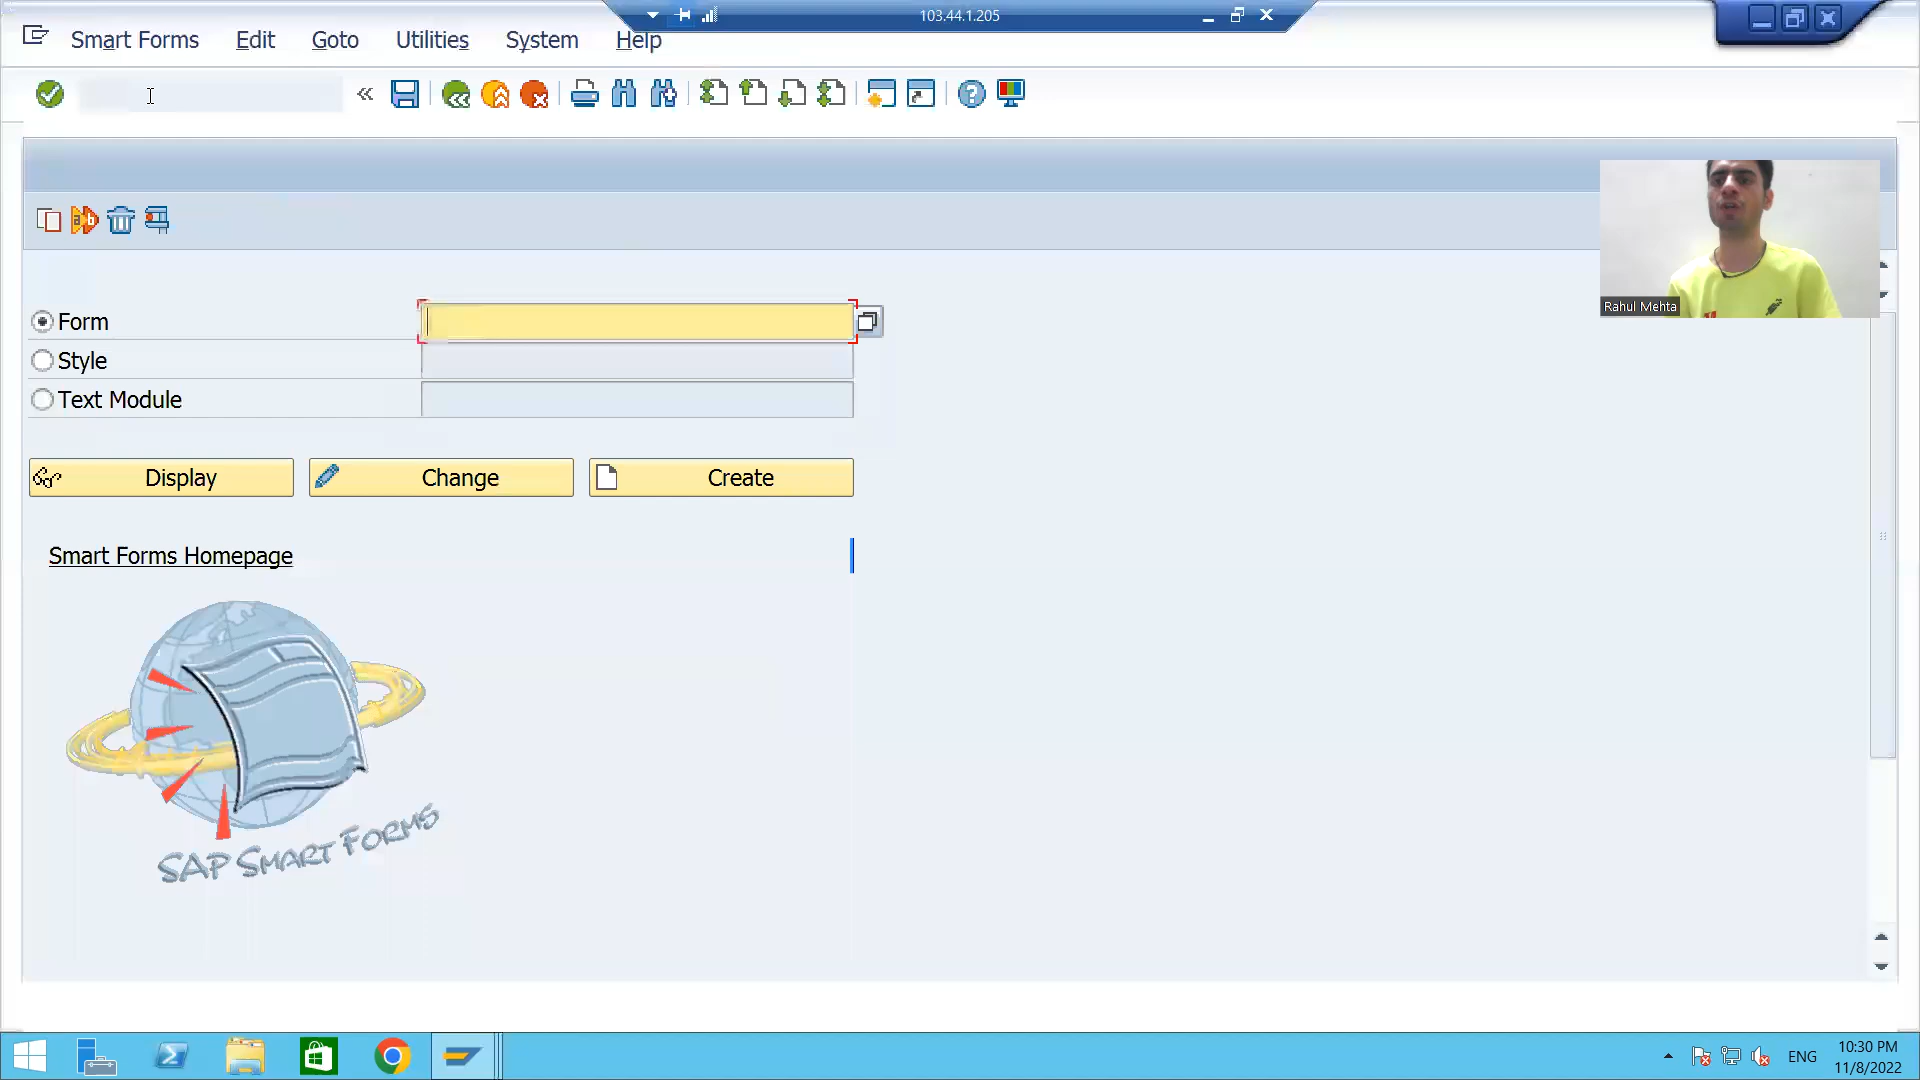 103.44.1.205
Smart Forms Edit Goto Utilities System Help
Rahul Mehta
Form
Style
Text Module
Display Change Create
Smart Forms Homepage
SAP SMART FORMS
ENG
10:30 PM
11/8/2022